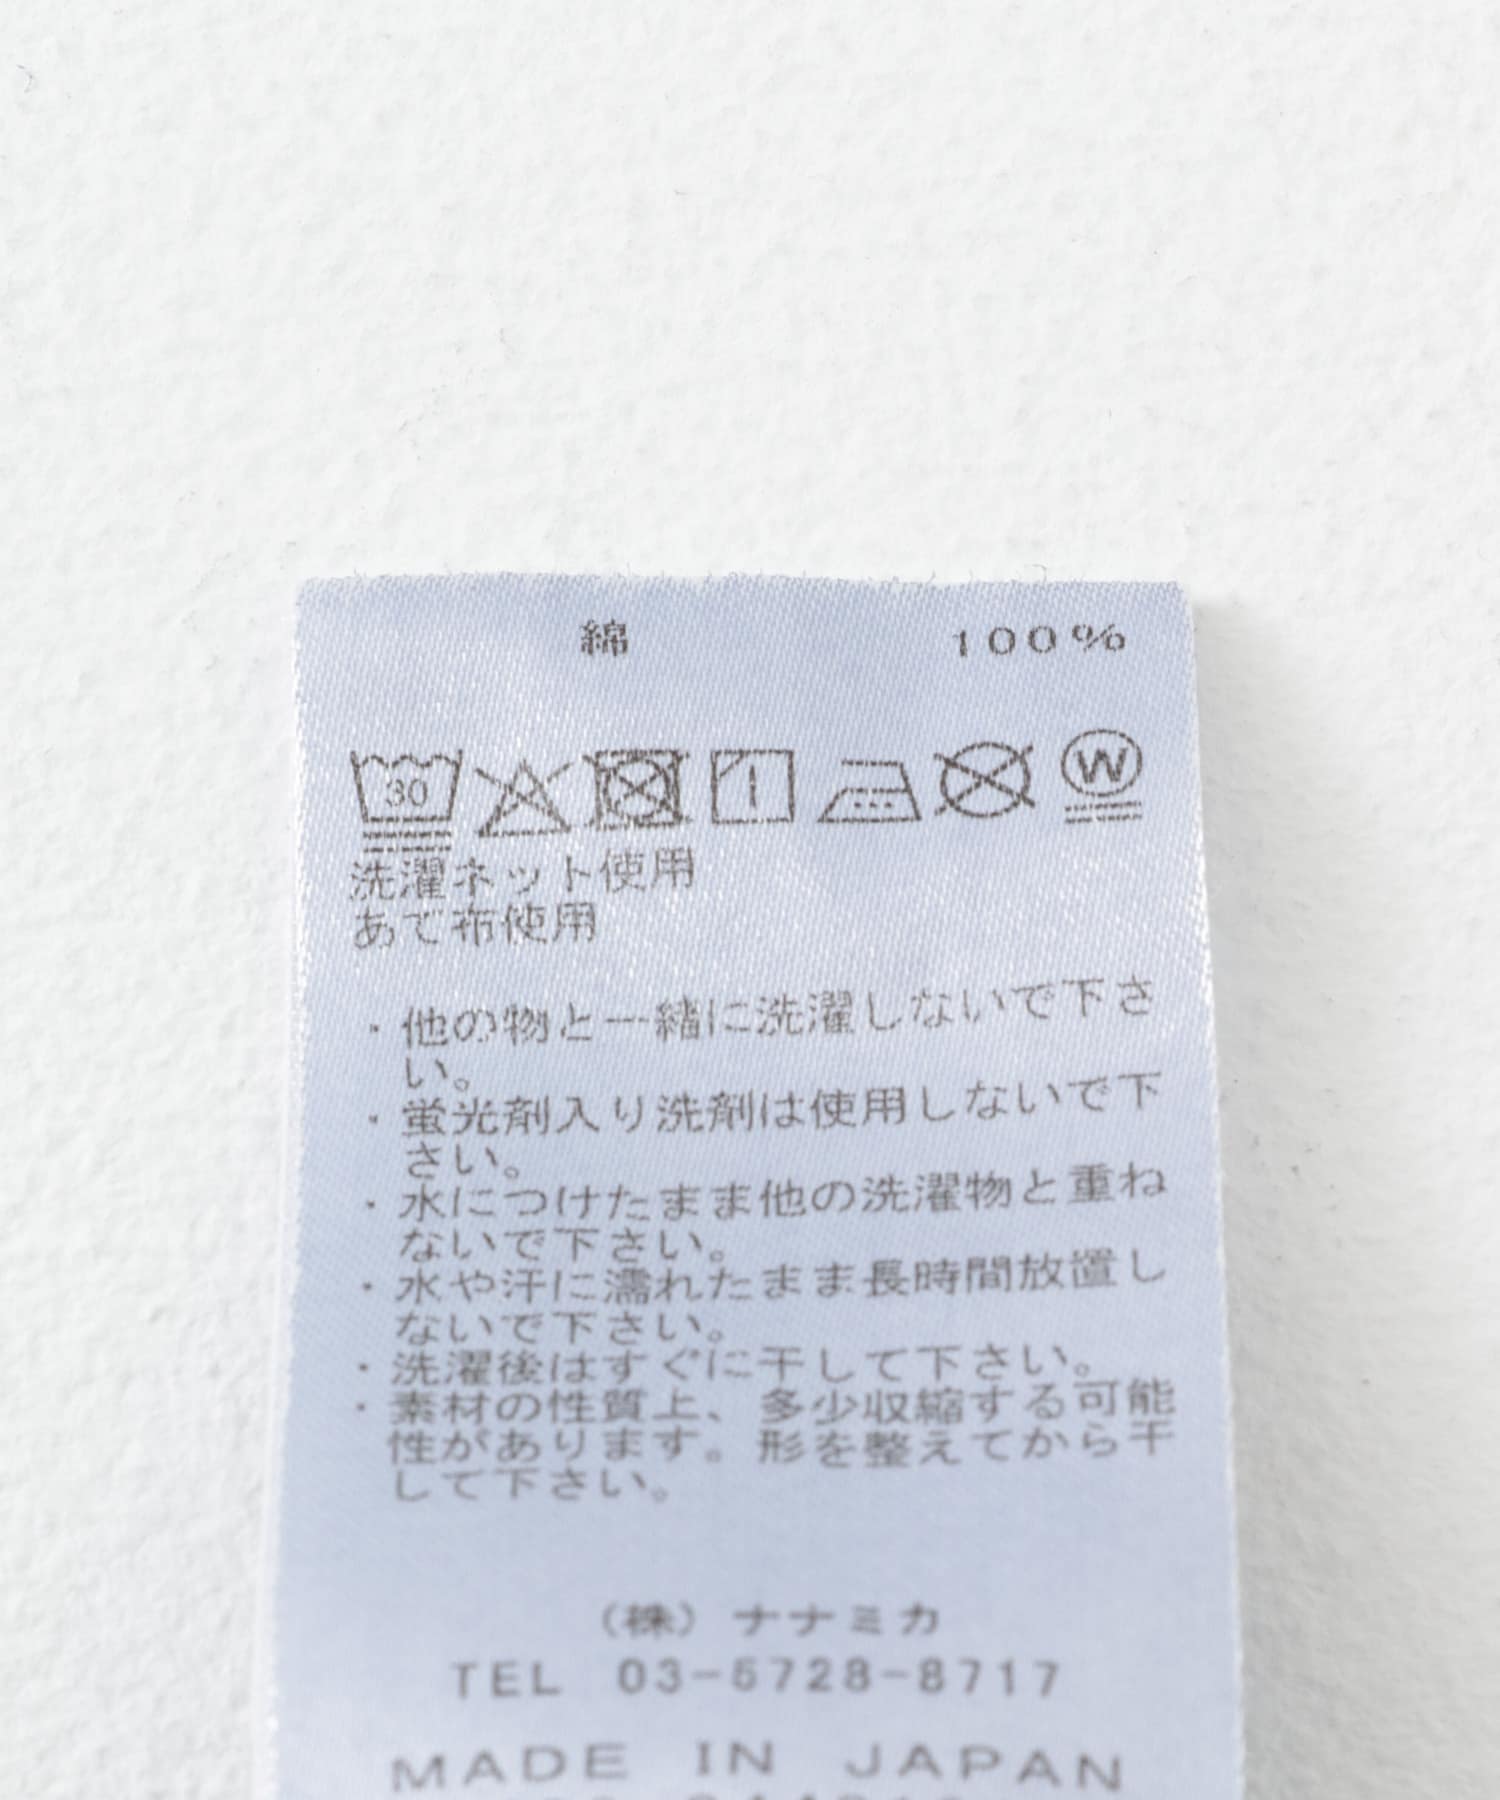 綿 100%
30 W
洗濯ネット使用
あて布使用
・他の物と一緒に洗濯しないで下さ
い。
・蛍光剤入り洗剤は使用しないで下
さい。
・水につけたまま他の洗濯物と重ね
ないで下さい。
・水や汗に濡れたまま長時間放置し
ないで下さい。
・洗濯後はすぐに干して下さい。
・素材の性質上、多少収縮する可能
性があります。形を整えてから干
して下さい。
(株) ナナミカ
TEL 03-5728-8717
MADE IN JAPAN